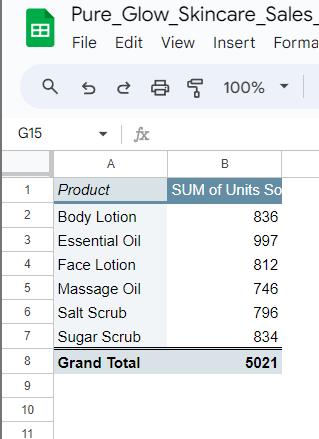 Pure_Glow_Skincare_Sales_
File Edit View Insert Forma
100%
G15 fx
A B
1 Product SUM of Units So
2 Body Lotion 836
3 Essential Oil 997
4 Face Lotion 812
5 Massage Oil 746
6 Salt Scrub 796
7 Sugar Scrub 834
8 Grand Total 5021
9
10
11